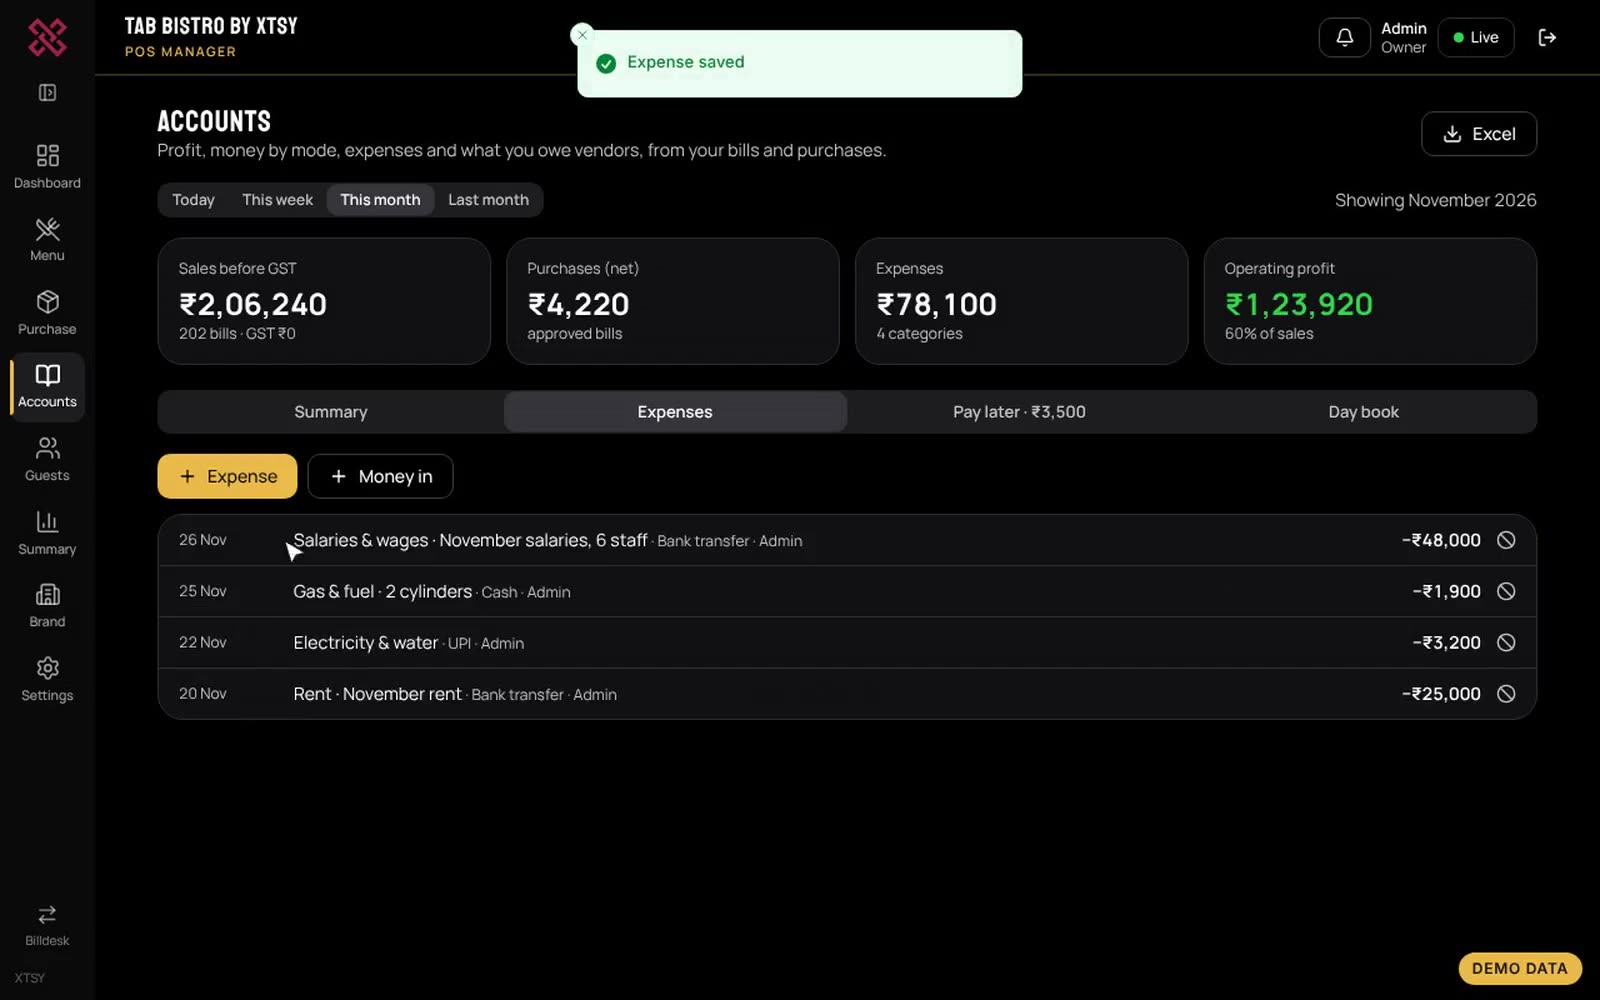 TAB BISTRO BY XTSY
POS MANAGER
Expense saved
Admin
Owner
Live
Dashboard
Menu
Purchase
Accounts
Guests
Summary
Brand
Settings
Billdesk
XTSY
ACCOUNTS
Profit, money by mode, expenses and what you owe vendors, from your bills and purchases.
Excel
Today This week This month Last month
Showing November 2026
Sales before GST
₹2,06,240
202 bills · GST ₹0
Purchases (net)
₹4,220
approved bills
Expenses
₹78,100
4 categories
Operating profit
₹1,23,920
60% of sales
Summary Expenses Pay later · ₹3,500 Day book
+ Expense + Money in
26 Nov Salaries & wages · November salaries, 6 staff · Bank transfer · Admin −₹48,000
25 Nov Gas & fuel · 2 cylinders · Cash · Admin −₹1,900
22 Nov Electricity & water · UPI · Admin −₹3,200
20 Nov Rent · November rent · Bank transfer · Admin −₹25,000
DEMO DATA